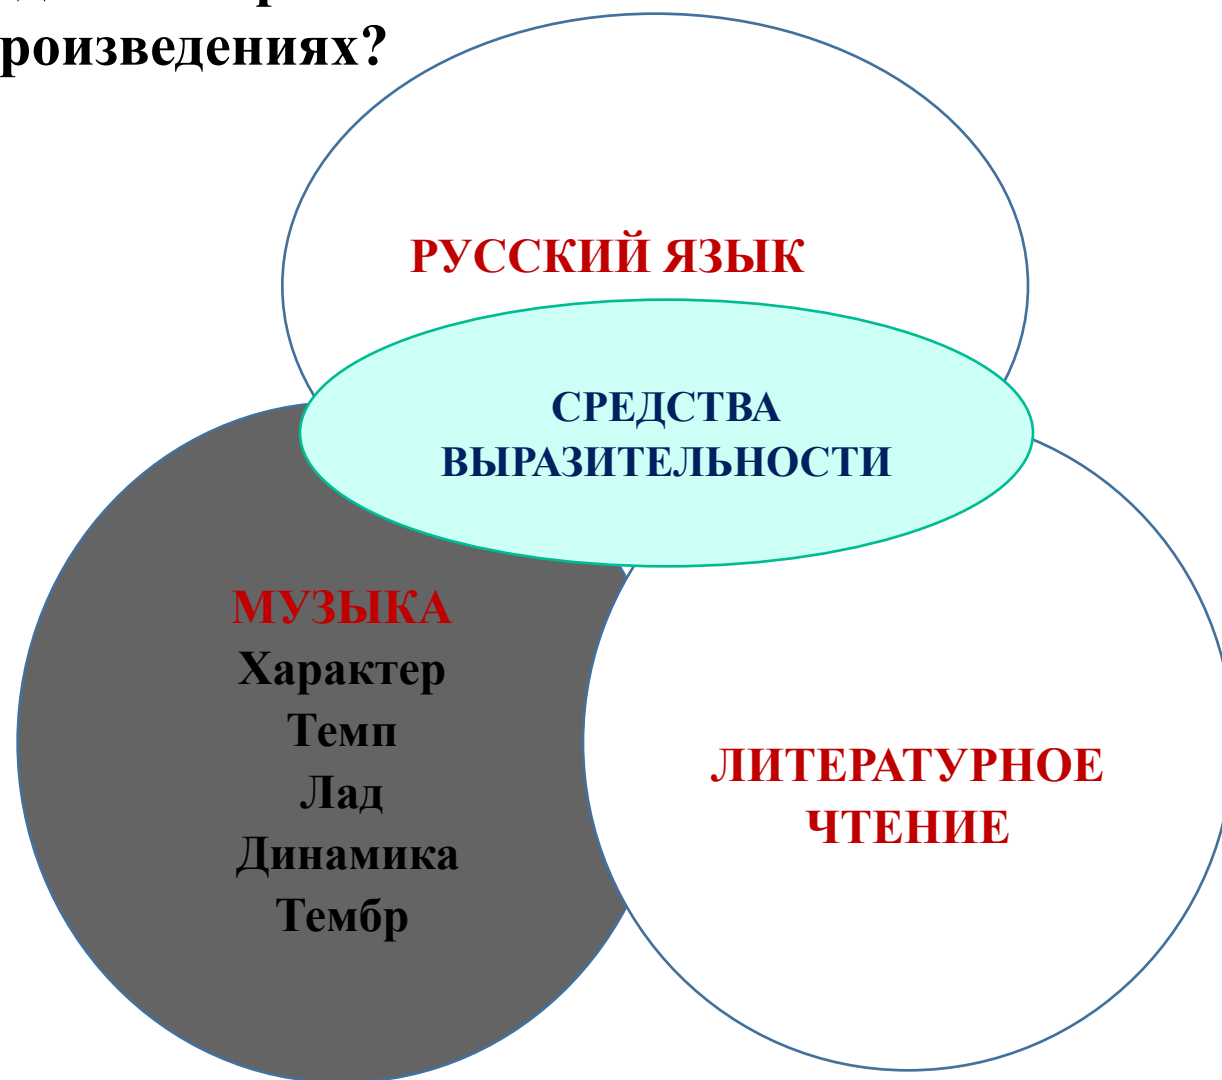 роизведениях?
РУССКИЙ ЯЗЫК
СРЕДСТВА
ВЫРАЗИТЕЛЬНОСТИ
МУЗЫКА
Характер
Темп
Лад
Динамика
Тембр
ЛИТЕРАТУРНОЕ
ЧТЕНИЕ